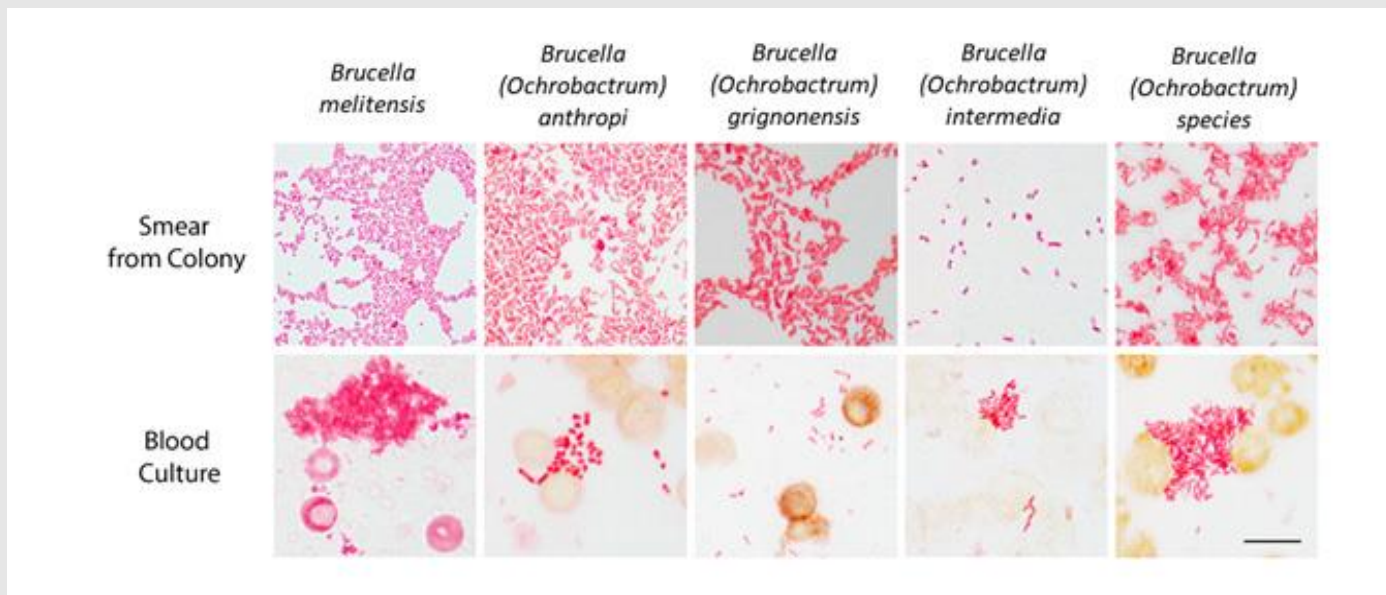 Brucella
melitensis
Brucella
(Ochrobactrum)
anthropi
Brucella
(Ochrobactrum)
grignonensis
Brucella
(Ochrobactrum)
intermedia
Brucella
(Ochrobactrum)
species
Smear
from Colony
Blood
Culture